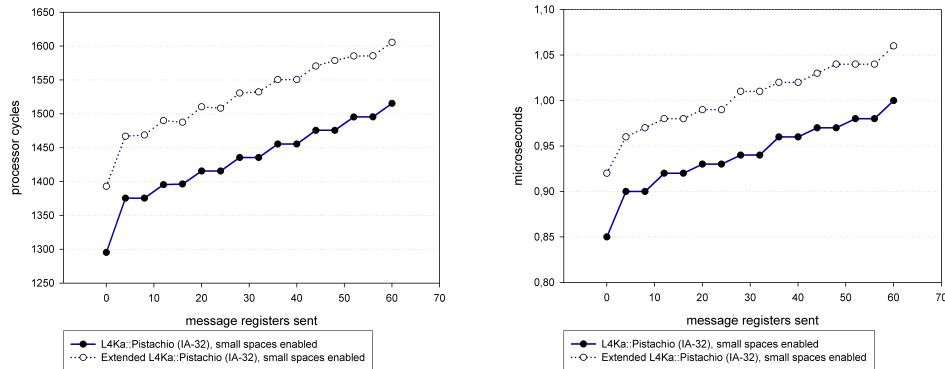 1650
1600
1550
1500
1450
1400
1350
1300
1250
processor cycles
0 10 20 30 40 50 60 70
message registers sent
L4Ka::Pistachio (IA-32), small spaces enabled
Extended L4Ka::Pistachio (IA-32), small spaces enabled
1,10
1,05
1,00
0,95
0,90
0,85
0,80
microseconds
0 10 20 30 40 50 60 70
message registers sent
L4Ka::Pistachio (IA-32), small spaces enabled
Extended L4Ka::Pistachio (IA-32), small spaces enabled